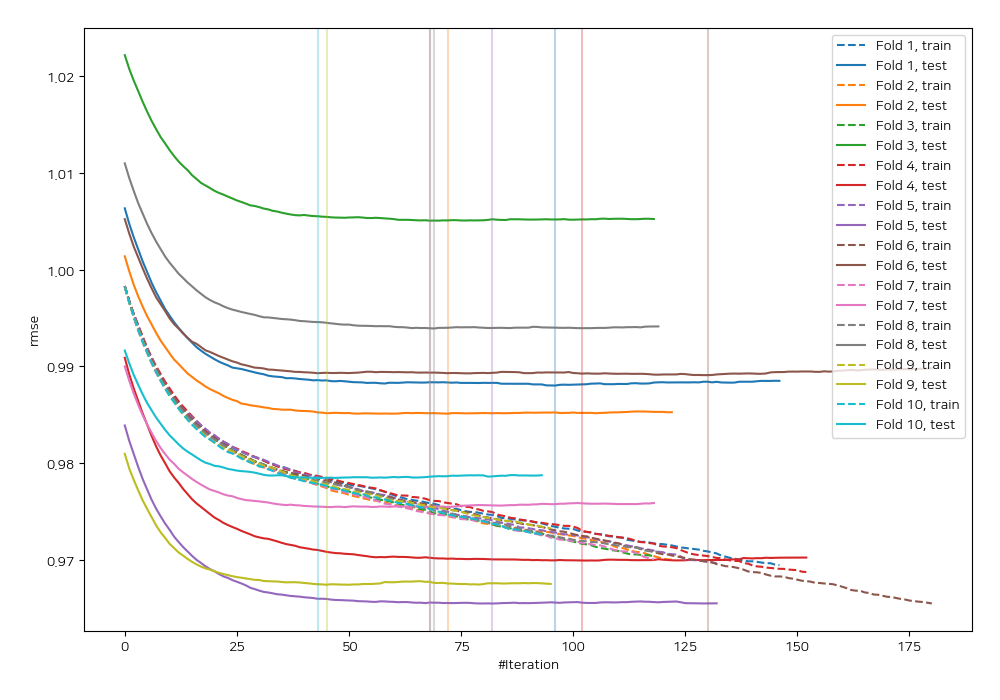 1,02
1,01
1,00
0,99
0,98
0,97
rmse
0
25
50
75
100
125
150
175
#Iteration
Fold 1, train
Fold 1, test
Fold 2, train
Fold 2, test
Fold 3, train
Fold 3, test
Fold 4, train
Fold 4, test
Fold 5, train
Fold 5, test
Fold 6, train
Fold 6, test
Fold 7, train
Fold 7, test
Fold 8, train
Fold 8, test
Fold 9, train
Fold 9, test
Fold 10, train
Fold 10, test